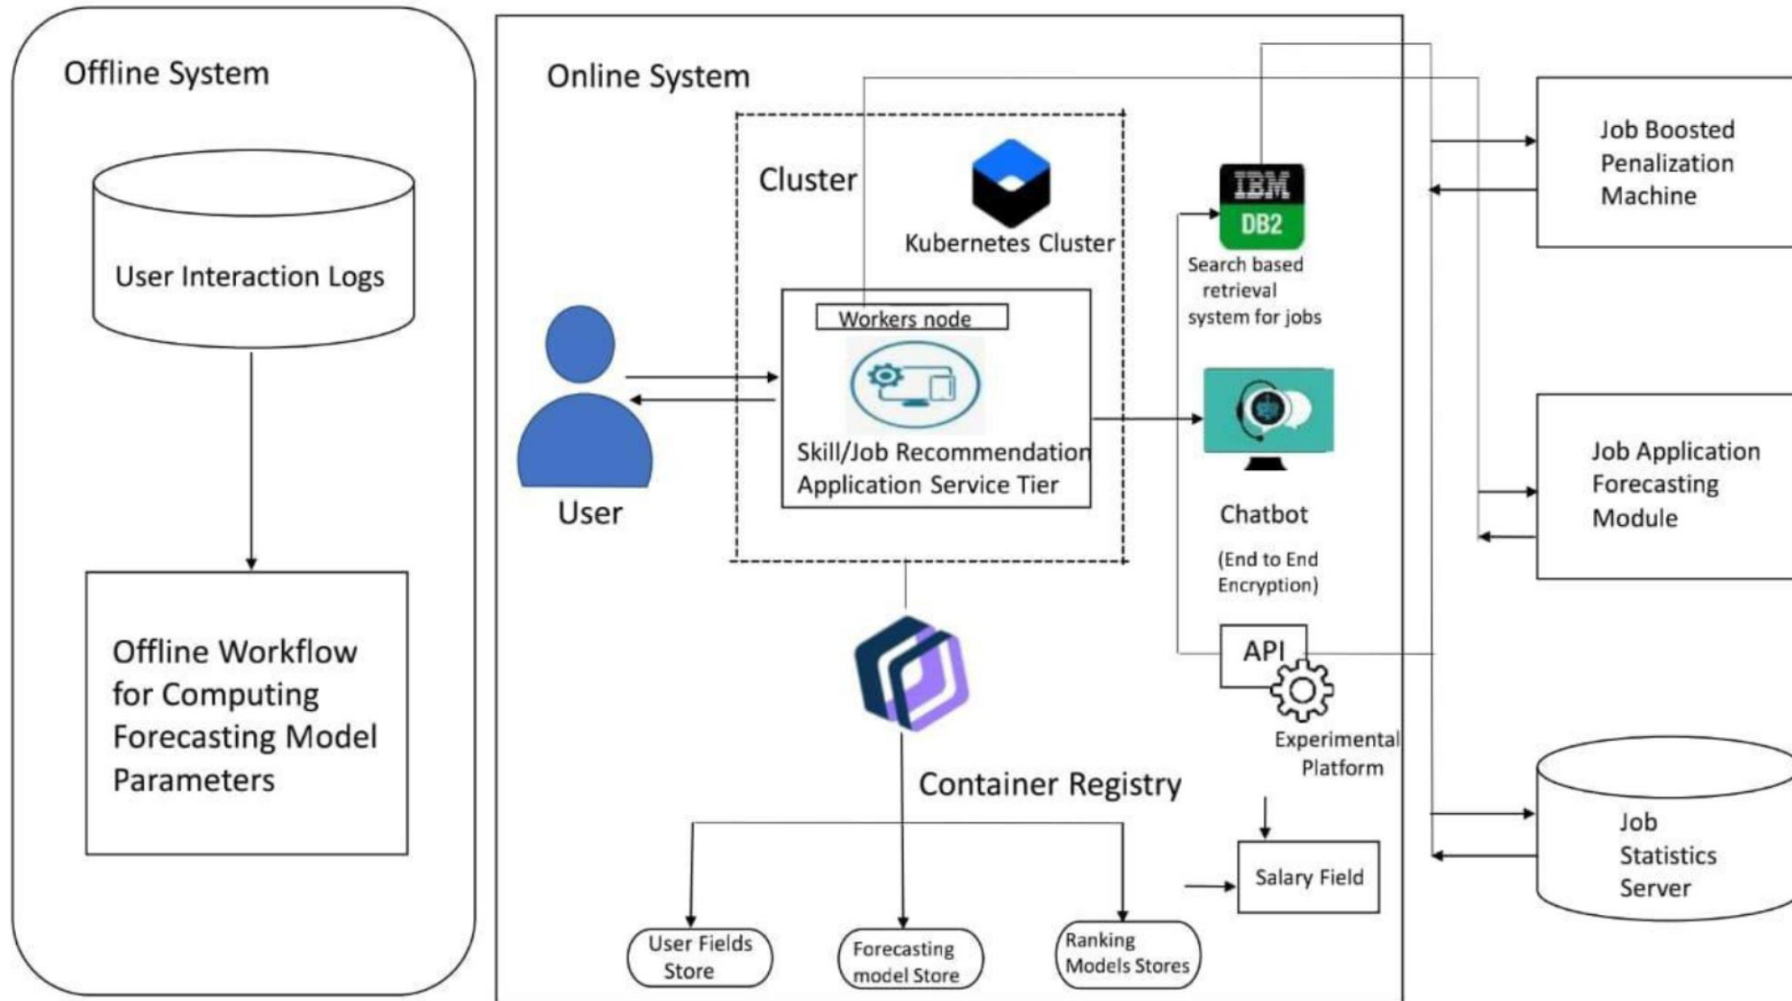 Offline System
User Interaction Logs
Offline Workflow
for Computing
Forecasting Model
Parameters
Online System
Cluster
Kubernetes Cluster
Workers node
Skill/Job Recommendation
Application Service Tier
User
IBM
DB2
Search based
retrieval
system for jobs
Chatbot
(End to End
Encryption)
API
Experimental
Platform
Container Registry
Salary Field
User Fields
Store
Forecasting
model Store
Ranking
Models Stores
Job Boosted
Penalization
Machine
Job Application
Forecasting
Module
Job
Statistics
Server